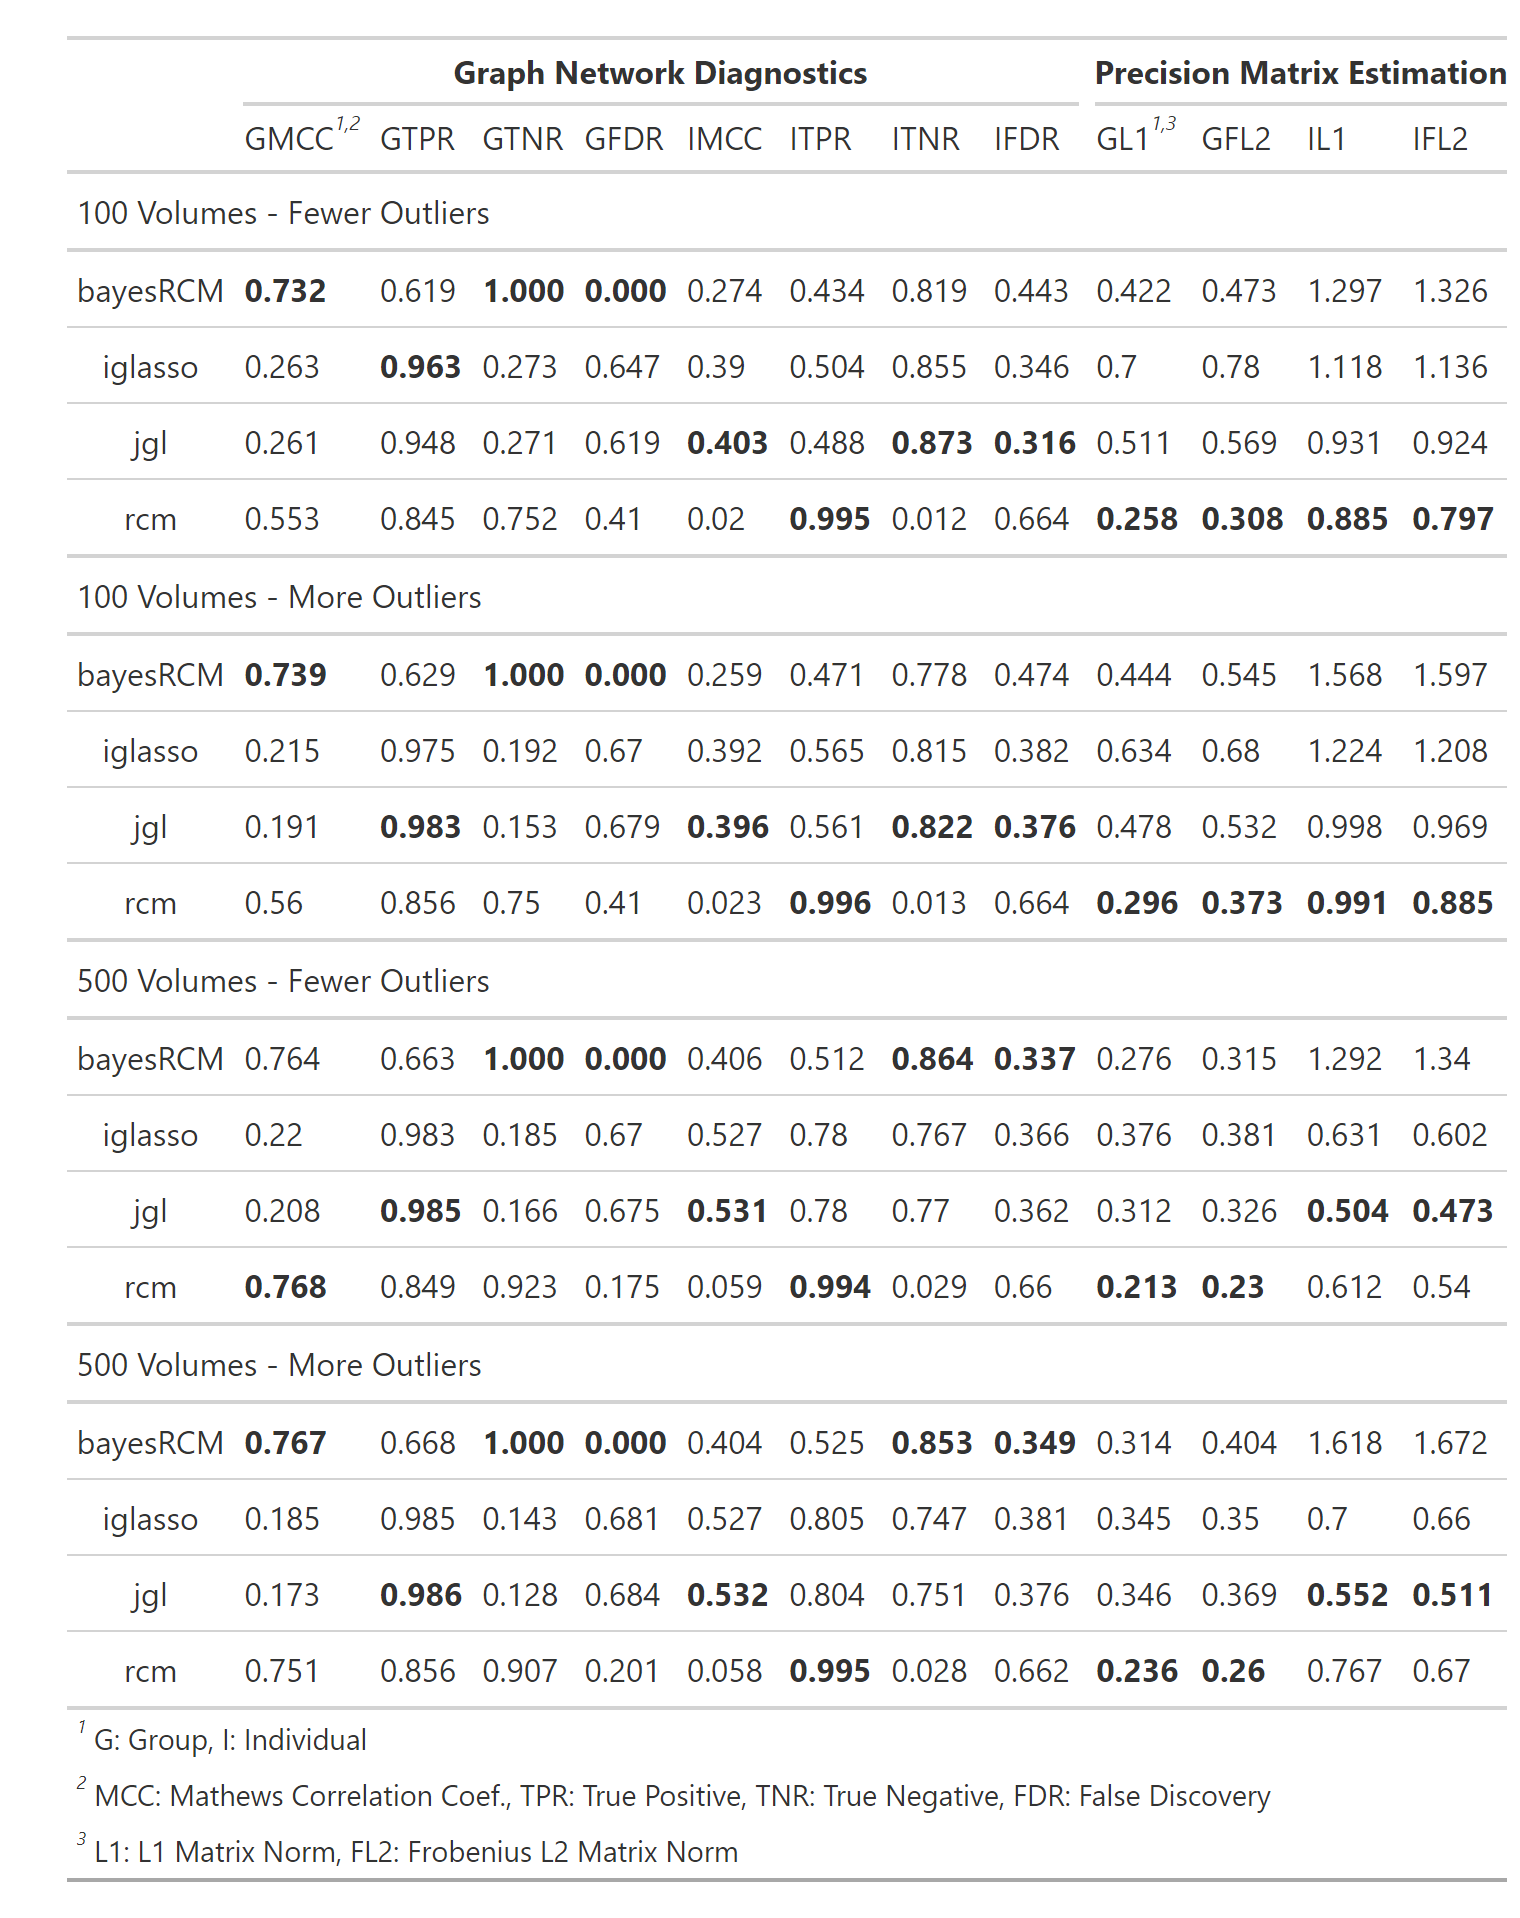 Graph Network Diagnostics Precision Matrix Estimation
GMCC1,2 GTPR GTNR GFDR IMCC ITPR ITNR IFDR GL11,3 GFL2 IL1 IFL2
100 Volumes - Fewer Outliers
bayesRCM 0.732 0.619 1.000 0.000 0.274 0.434 0.819 0.443 0.422 0.473 1.297 1.326
iglasso 0.263 0.963 0.273 0.647 0.39 0.504 0.855 0.346 0.7 0.78 1.118 1.136
jgl 0.261 0.948 0.271 0.619 0.403 0.488 0.873 0.316 0.511 0.569 0.931 0.924
rcm 0.553 0.845 0.752 0.41 0.02 0.995 0.012 0.664 0.258 0.308 0.885 0.797
100 Volumes - More Outliers
bayesRCM 0.739 0.629 1.000 0.000 0.259 0.471 0.778 0.474 0.444 0.545 1.568 1.597
iglasso 0.215 0.975 0.192 0.67 0.392 0.565 0.815 0.382 0.634 0.68 1.224 1.208
jgl 0.191 0.983 0.153 0.679 0.396 0.561 0.822 0.376 0.478 0.532 0.998 0.969
rcm 0.56 0.856 0.75 0.41 0.023 0.996 0.013 0.664 0.296 0.373 0.991 0.885
500 Volumes - Fewer Outliers
bayesRCM 0.764 0.663 1.000 0.000 0.406 0.512 0.864 0.337 0.276 0.315 1.292 1.34
iglasso 0.22 0.983 0.185 0.67 0.527 0.78 0.767 0.366 0.376 0.381 0.631 0.602
jgl 0.208 0.985 0.166 0.675 0.531 0.78 0.77 0.362 0.312 0.326 0.504 0.473
rcm 0.768 0.849 0.923 0.175 0.059 0.994 0.029 0.66 0.213 0.23 0.612 0.54
500 Volumes - More Outliers
bayesRCM 0.767 0.668 1.000 0.000 0.404 0.525 0.853 0.349 0.314 0.404 1.618 1.672
iglasso 0.185 0.985 0.143 0.681 0.527 0.805 0.747 0.381 0.345 0.35 0.7 0.66
jgl 0.173 0.986 0.128 0.684 0.532 0.804 0.751 0.376 0.346 0.369 0.552 0.511
rcm 0.751 0.856 0.907 0.201 0.058 0.995 0.028 0.662 0.236 0.26 0.767 0.67
1 G: Group, I: Individual
2 MCC: Mathews Correlation Coef., TPR: True Positive, TNR: True Negative, FDR: False Discovery
3 L1: L1 Matrix Norm, FL2: Frobenius L2 Matrix Norm